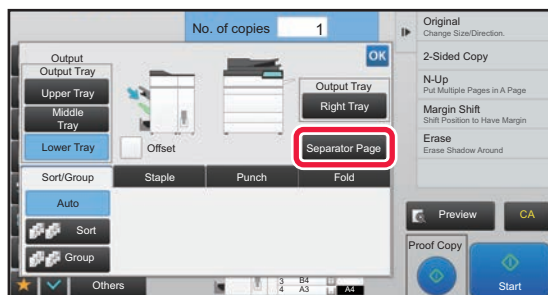 No. of copies 1
Output
OK
Output Tray
Upper Tray
Middle
Tray
Lower Tray
Offset
Output Tray
Right Tray
Separator Page
Sort/Group
Staple
Punch
Fold
Auto
Sort
Group
Others
3 B4
4 A3
A4
Original
Change Size/Direction.
2-Sided Copy
N-Up
Put Multiple Pages in A Page
Margin Shift
Shift Position to Have Margin
Erase
Erase Shadow Around
Preview
CA
Proof Copy
Start